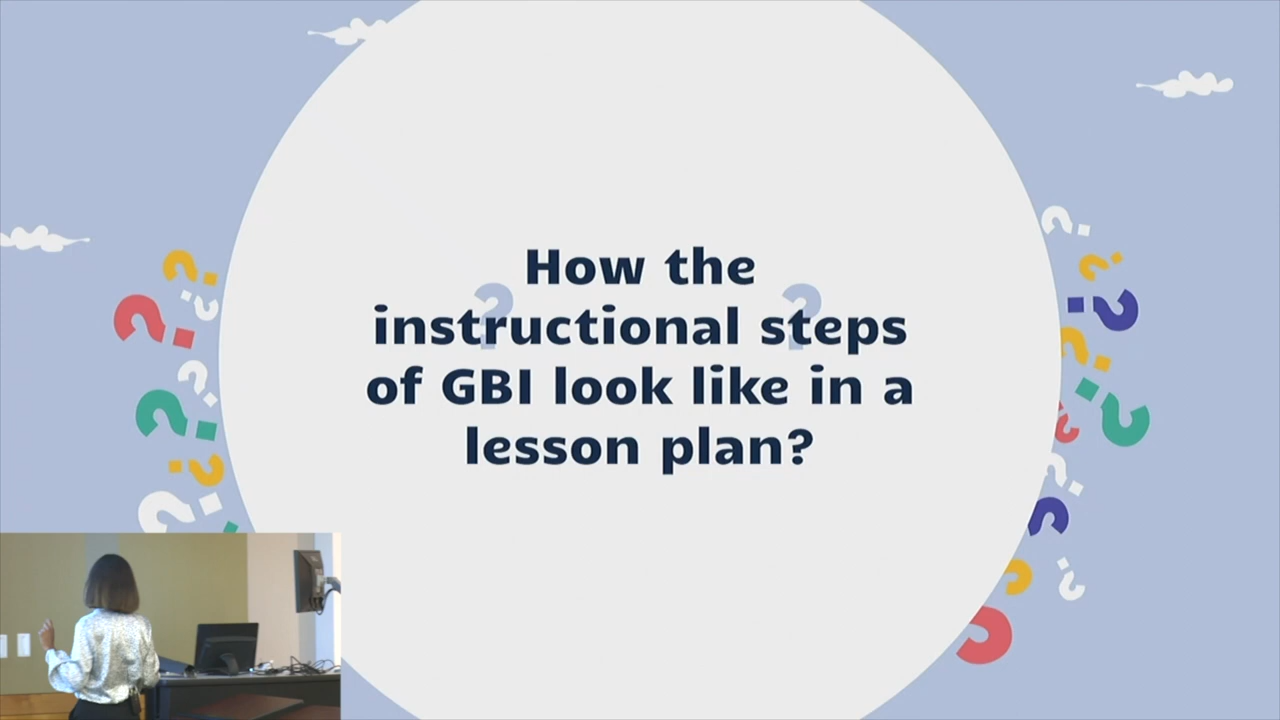 How the
instructional steps
of GBI look like in a
lesson plan?